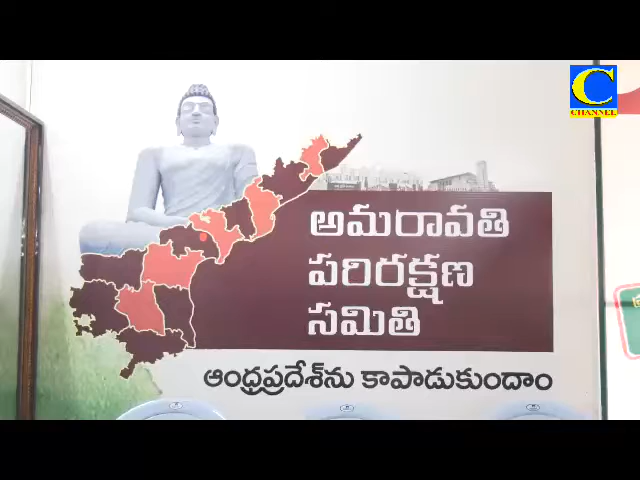 C
CHANNEL
అమరావతి
పరిరక్షణ
సమితి
ఆంధ్రప్రదేశ్‌ను కాపాడుకుందాం